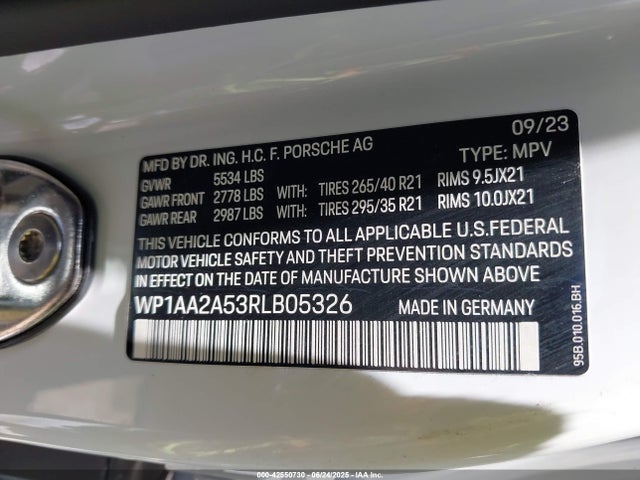 09/23
MFD BY DR. ING. H.C. F. PORSCHE AG
TYPE: MPV
GVWR 5534 LBS
GAWR FRONT 2778 LBS WITH: TIRES 265/40 R21 RIMS 9.5JX21
GAWR REAR 2987 LBS WITH: TIRES 295/35 R21 RIMS 10.0JX21
THIS VEHICLE CONFORMS TO ALL APPLICABLE U.S.FEDERAL
MOTOR VEHICLE SAFETY AND THEFT PREVENTION STANDARDS
IN EFFECT ON THE DATE OF MANUFACTURE SHOWN ABOVE
WP1AA2A53RLB05326 MADE IN GERMANY
95B.010.016.BH
000-42550730 - 06/24/2025 - IAA Inc.